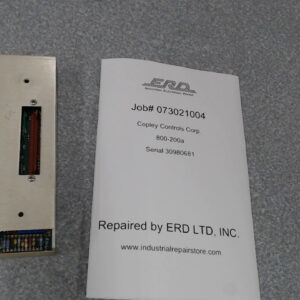 ERD
Job# 073021004
Copley Controls Corp.
800-200a
Serial 30980681
Repaired by ERD LTD, INC.
www.industrialrepairstore.com